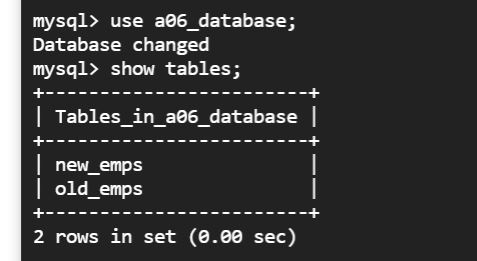 mysql> use a06_database;
Database changed
mysql> show tables;
+------------------------+
| Tables_in_a06_database |
+------------------------+
| new_emps               |
| old_emps               |
+------------------------+
2 rows in set (0.00 sec)